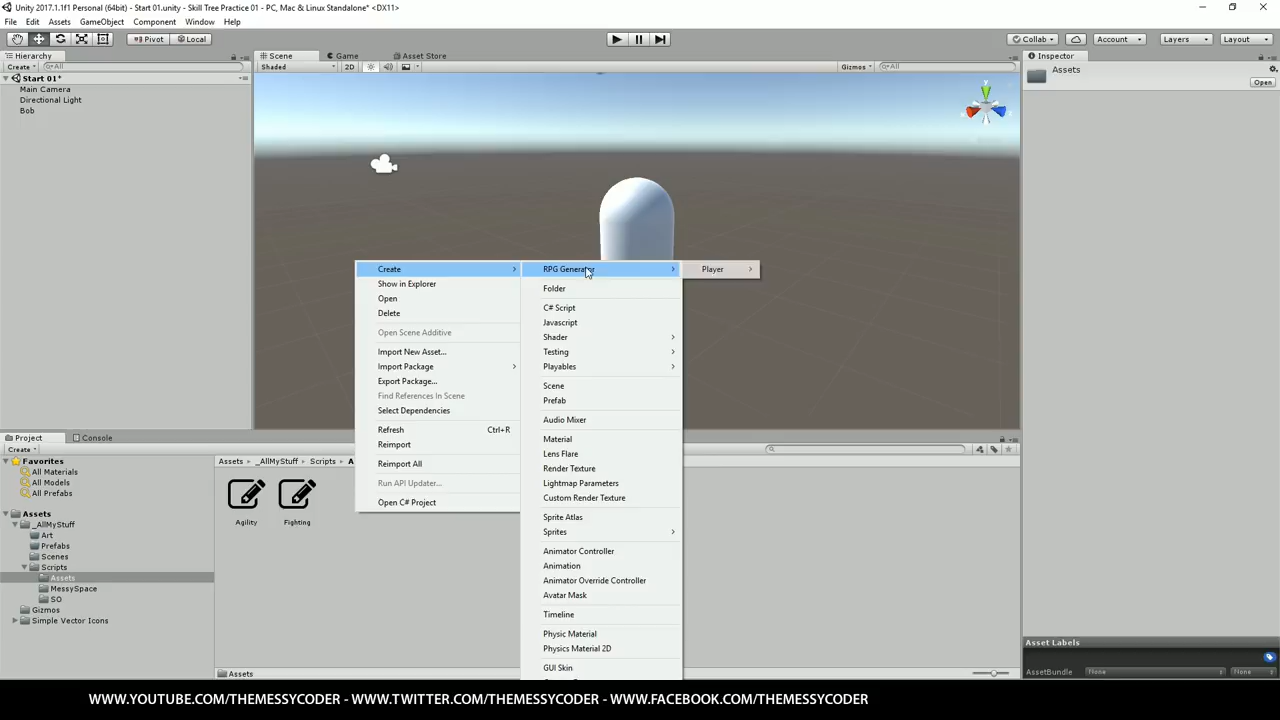 Unity 2017.1.1f1 Personal (64bit) - Start 01.unity - Skill Tree Practice 01 - PC, Mac & Linux Standalone* <DX11>
File Edit Assets GameObject Component Window Help
Pivot Local Collab Account Layers Layout
Hierarchy
Create All
Start 01*
Main Camera
Directional Light
Bob
Scene Game Asset Store
Shaded 2D Gizmos All
Inspector
Assets
Open
Create
Show in Explorer
Open
Delete
Open Scene Additive
Import New Asset...
Import Package
Export Package...
Find References In Scene
Select Dependencies
Refresh Ctrl+R
Reimport
Reimport All
Run API Updater...
Open C# Project
RPG Generator
Folder
C# Script
Javascript
Shader
Testing
Playables
Scene
Prefab
Audio Mixer
Material
Lens Flare
Render Texture
Lightmap Parameters
Custom Render Texture
Sprite Atlas
Sprites
Animator Controller
Animation
Animator Override Controller
Avatar Mask
Timeline
Physic Material
Physics Material 2D
GUI Skin
Player
Project Console
Create
Favorites
All Materials
All Models
All Prefabs
Assets
_AllMyStuff
Art
Prefabs
Scenes
Scripts
Assets
MessySpace
SO
Gizmos
Simple Vector Icons
Assets _AllMyStuff Scripts A
Agility Fighting
Assets
Asset Labels
AssetBundle None None
WWW.YOUTUBE.COM/THEMESSYCODER - WWW.TWITTER.COM/THEMESSYCODER - WWW.FACEBOOK.COM/THEMESSYCODER